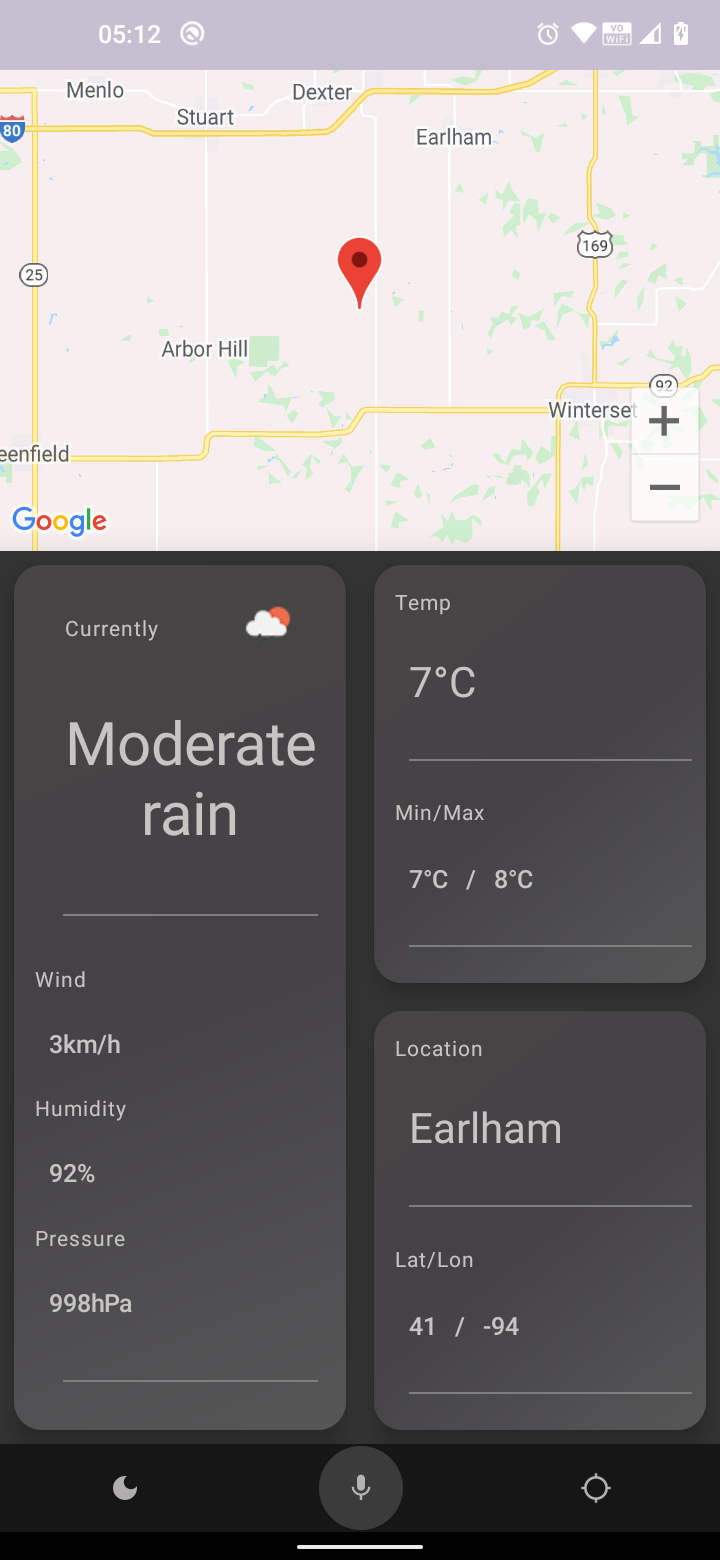 05:12
VO
WiFi
Menlo
Dexter
Stuart
80
Earlham
169
25
Arbor Hill
92
Winterset
eenfield
Google
Currently
Moderate
rain
Wind
3km/h
Humidity
92%
Pressure
998hPa
Temp
7°C
Min/Max
7°C / 8°C
Location
Earlham
Lat/Lon
41 / -94